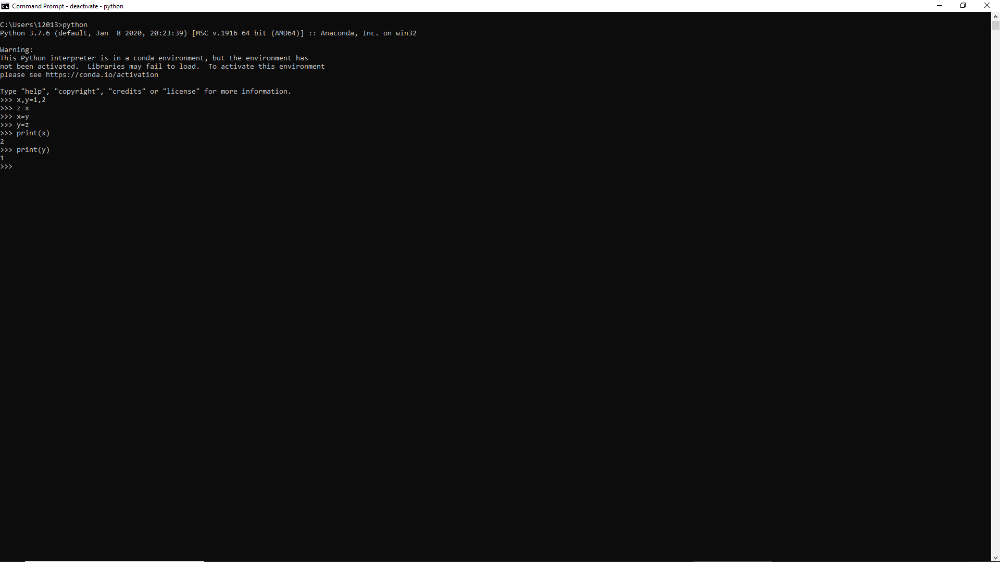 Command Prompt - deactivate - python
C:\Users\12013>python
Python 3.7.6 (default, Jan  8 2020, 20:23:39) [MSC v.1916 64 bit (AMD64)] :: Anaconda, Inc. on win32
Warning:
This Python interpreter is in a conda environment, but the environment has
not been activated.  Libraries may fail to load.  To activate this environment
please see https://conda.io/activation
Type "help", "copyright", "credits" or "license" for more information.
>>> x,y=1,2
>>> z=x
>>> x=y
>>> y=z
>>> print(x)
2
>>> print(y)
1
>>>